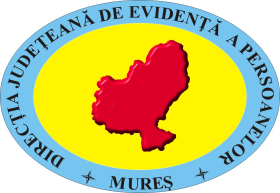 DIRECȚIA JUDEȚEANĂ DE EVIDENȚĂ A PERSOANELOR
MUREȘ